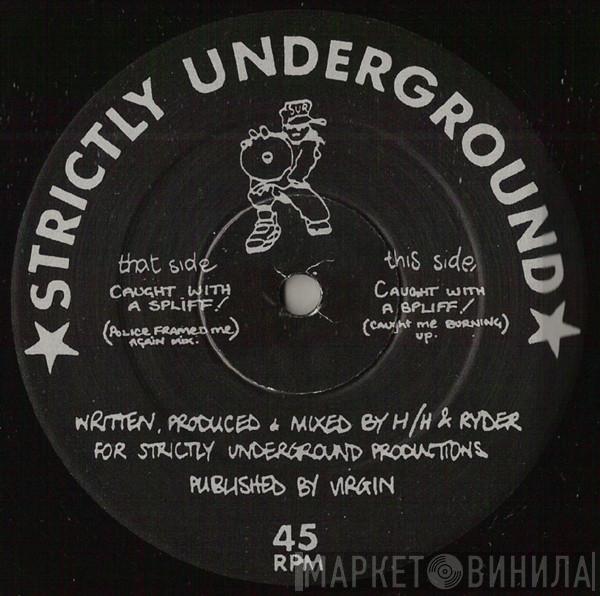 STRICTLY UNDERGROUND
SUR
that side
CAUGHT WITH
A SPLIFF!
(POLICE FRAMED ME)
AGAIN MIX.
this side
CAUGHT WITH
A SPLIFF!
(CAUGHT ME BURNING)
UP.
WRITTEN, PRODUCED & MIXED BY H/H & RYDER
FOR STRICTLY UNDERGROUND PRODUCTIONS
PUBLISHED BY VIRGIN
45
RPM
МАРКЕТ ВИНИЛА